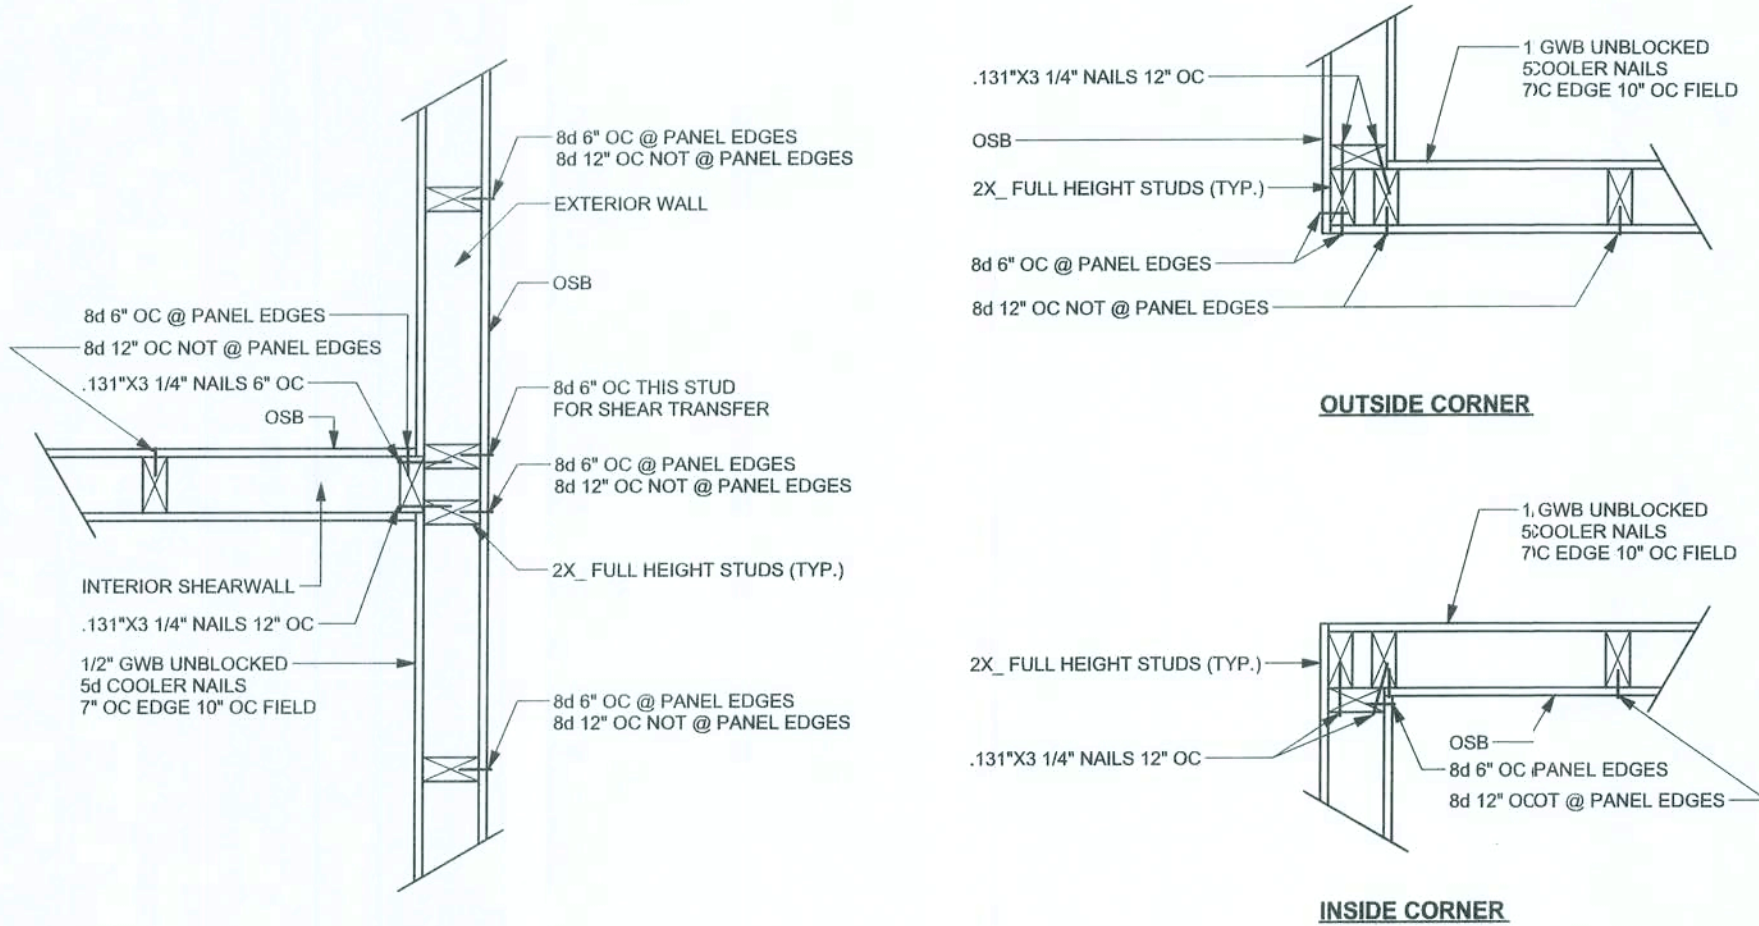 8d 6" OC @ PANEL EDGES
8d 12" OC NOT @ PANEL EDGES
EXTERIOR WALL
OSB
8d 6" OC @ PANEL EDGES
8d 12" OC NOT @ PANEL EDGES
.131"X3 1/4" NAILS 6" OC
OSB
8d 6" OC THIS STUD
FOR SHEAR TRANSFER
8d 6" OC @ PANEL EDGES
8d 12" OC NOT @ PANEL EDGES
2X_ FULL HEIGHT STUDS (TYP.)
INTERIOR SHEARWALL
.131"X3 1/4" NAILS 12" OC
1/2" GWB UNBLOCKED
5d COOLER NAILS
7" OC EDGE 10" OC FIELD
8d 6" OC @ PANEL EDGES
8d 12" OC NOT @ PANEL EDGES
.131"X3 1/4" NAILS 12" OC
1 GWB UNBLOCKED
COOLER NAILS
EDGE 10" OC FIELD
OSB
2X_ FULL HEIGHT STUDS (TYP.)
8d 6" OC @ PANEL EDGES
8d 12" OC NOT @ PANEL EDGES
OUTSIDE CORNER
GWB UNBLOCKED
COOLER NAILS
EDGE 10" OC FIELD
2X_ FULL HEIGHT STUDS (TYP.)
.131"X3 1/4" NAILS 12" OC
OSB
8d 6" OC PANEL EDGES
8d 12" @ PANEL EDGES
INSIDE CORNER